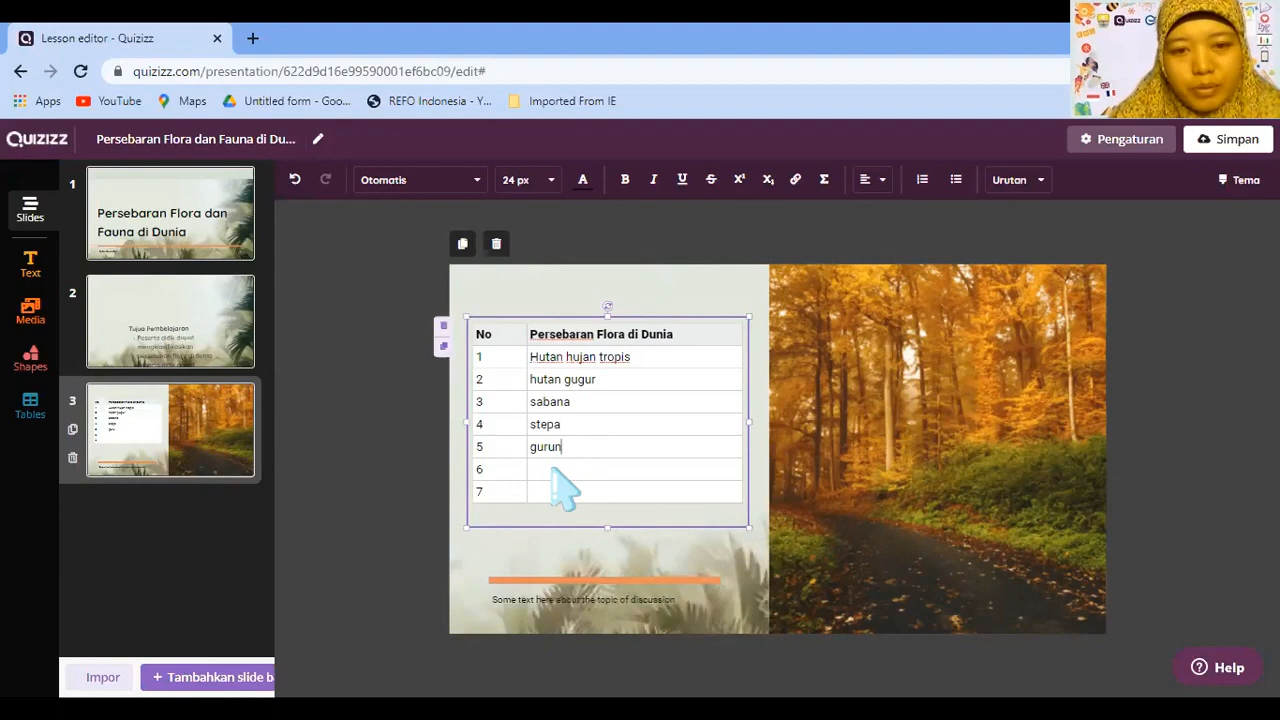 Lesson editor - Quizizz
quizizz.com/presentation/622d9d16e99590001ef6bc09/edit#
Apps YouTube Maps Untitled form - Goo... REFO Indonesia - Y... Imported From IE
QUIZIZZ Persebaran Flora dan Fauna di Du... Pengaturan Simpan
Otomatis 24 px A B I U S X¹ X₁ Σ Urutan Tema
Slides
Text
Media
Shapes
Tables
1
Persebaran Flora dan
Fauna di Dunia
2
Tujua Pembelajaran
3
No Persebaran Flora di Dunia
1 Hutan hujan tropis
2 hutan gugur
3 sabana
4 stepa
5 gurun
6
7
Some text here about the topic of discussion
Impor + Tambahkan slide ba
Help